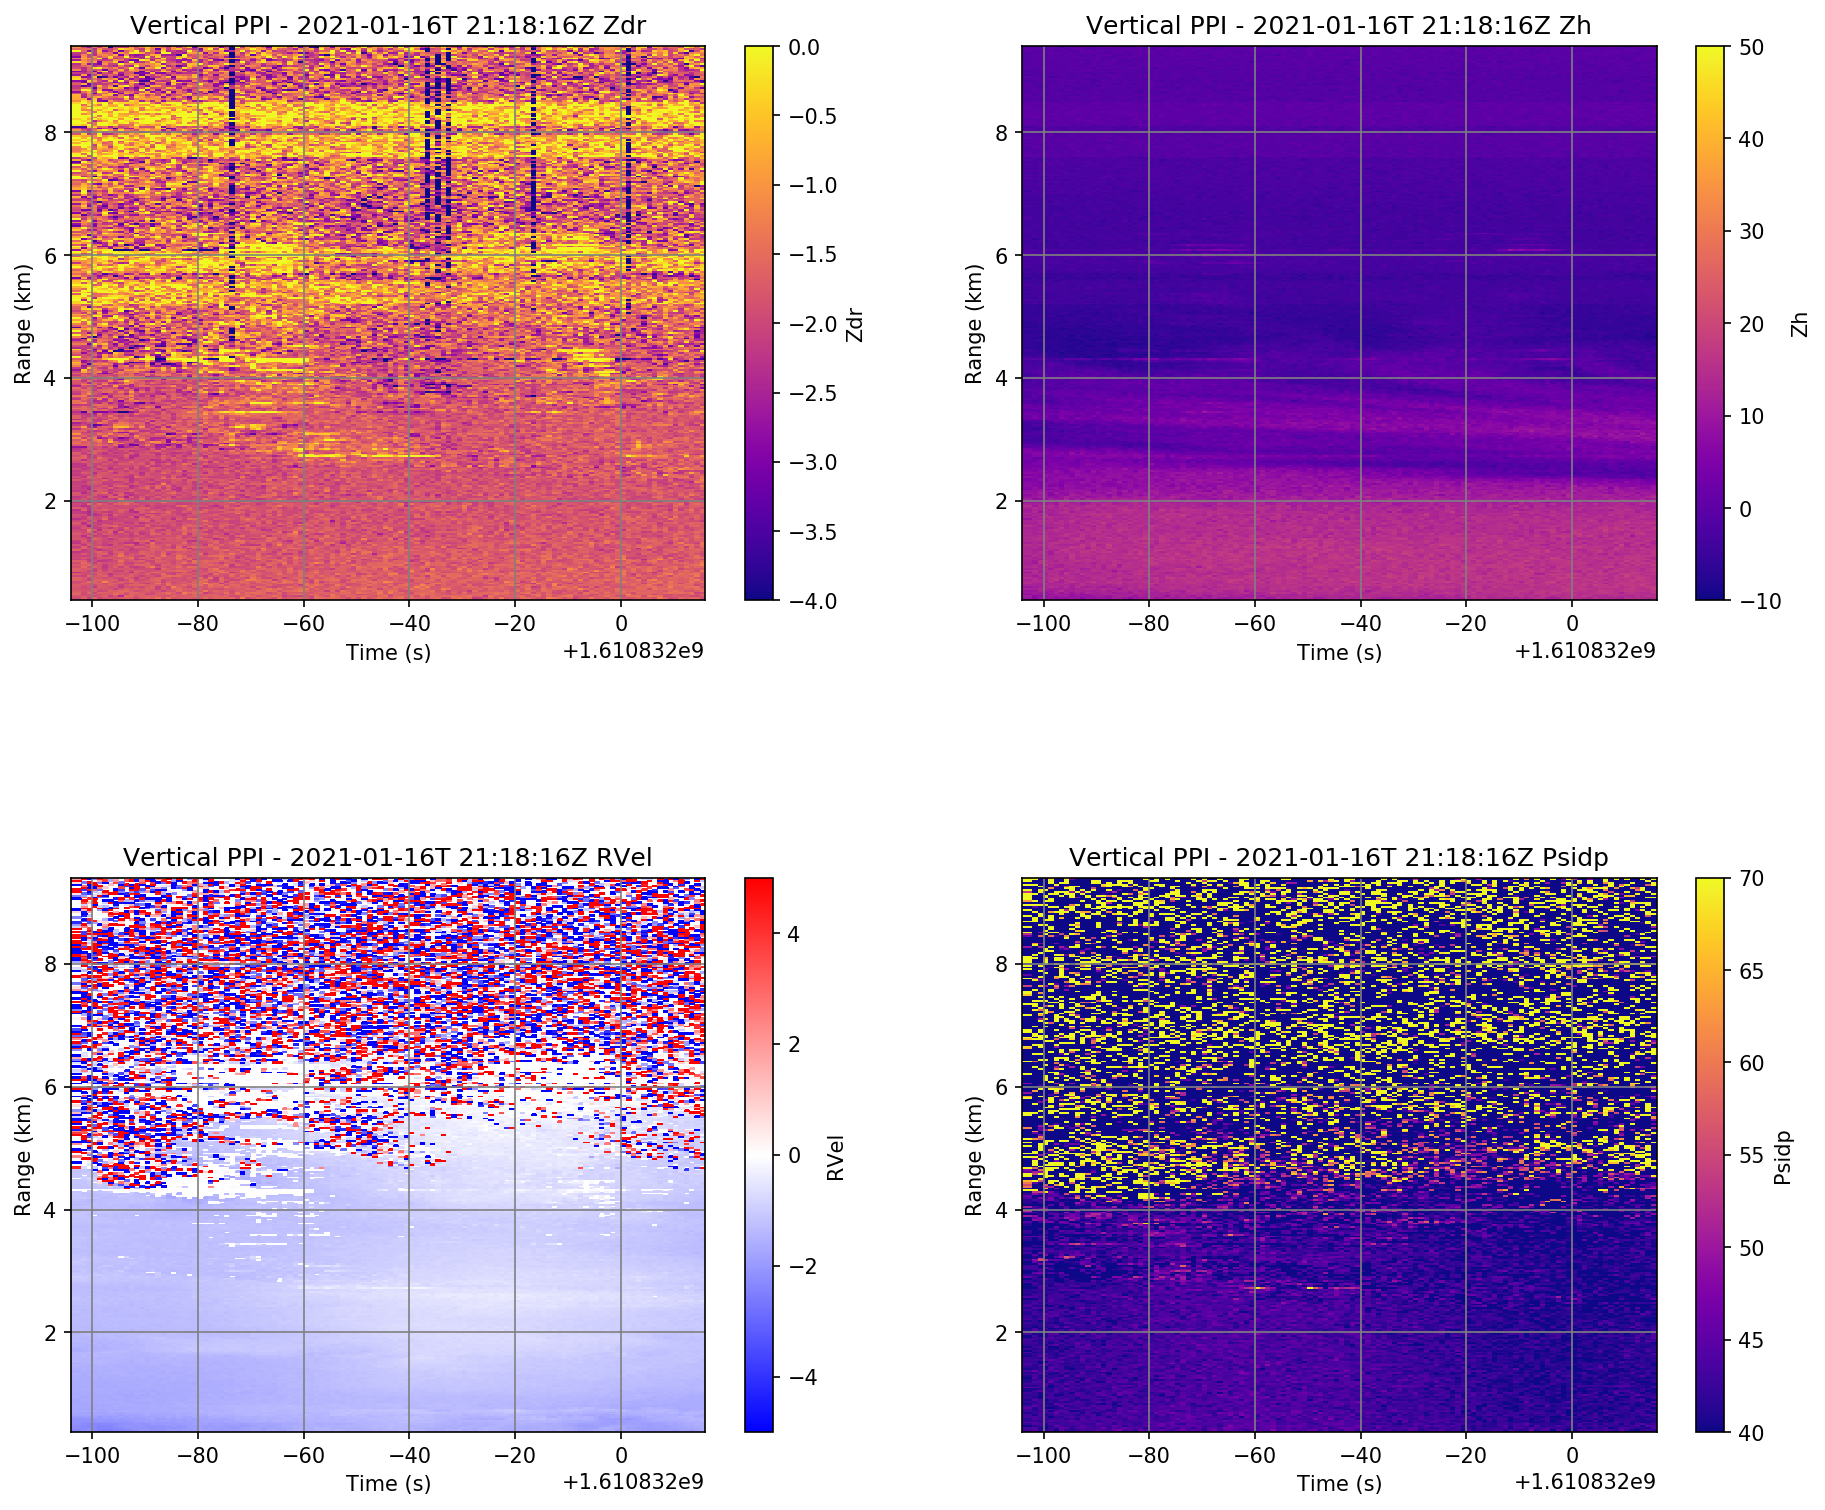 Vertical PPI - 2021-01-16T 21:18:16Z Zdr
8
6
4
2
Range (km)
−100 −80 −60 −40 −20 0
Time (s)
+1.610832e9
0.0
−0.5
−1.0
−1.5
−2.0
−2.5
−3.0
−3.5
−4.0
Zdr
Vertical PPI - 2021-01-16T 21:18:16Z Zh
8
6
4
2
Range (km)
−100 −80 −60 −40 −20 0
Time (s)
+1.610832e9
50
40
30
20
10
0
−10
Zh
Vertical PPI - 2021-01-16T 21:18:16Z RVel
8
6
4
2
Range (km)
−100 −80 −60 −40 −20 0
Time (s)
+1.610832e9
4
2
0
−2
−4
RVel
Vertical PPI - 2021-01-16T 21:18:16Z Psidp
8
6
4
2
Range (km)
−100 −80 −60 −40 −20 0
Time (s)
+1.610832e9
70
65
60
55
50
45
40
Psidp